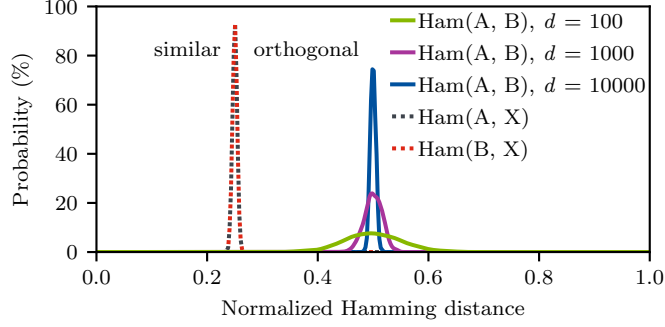 100
80
60
40
20
0
Probability (%)
similar
orthogonal
Ham(A, B), d = 100
Ham(A, B), d = 1000
Ham(A, B), d = 10000
Ham(A, X)
Ham(B, X)
0.0 0.2 0.4 0.6 0.8 1.0
Normalized Hamming distance